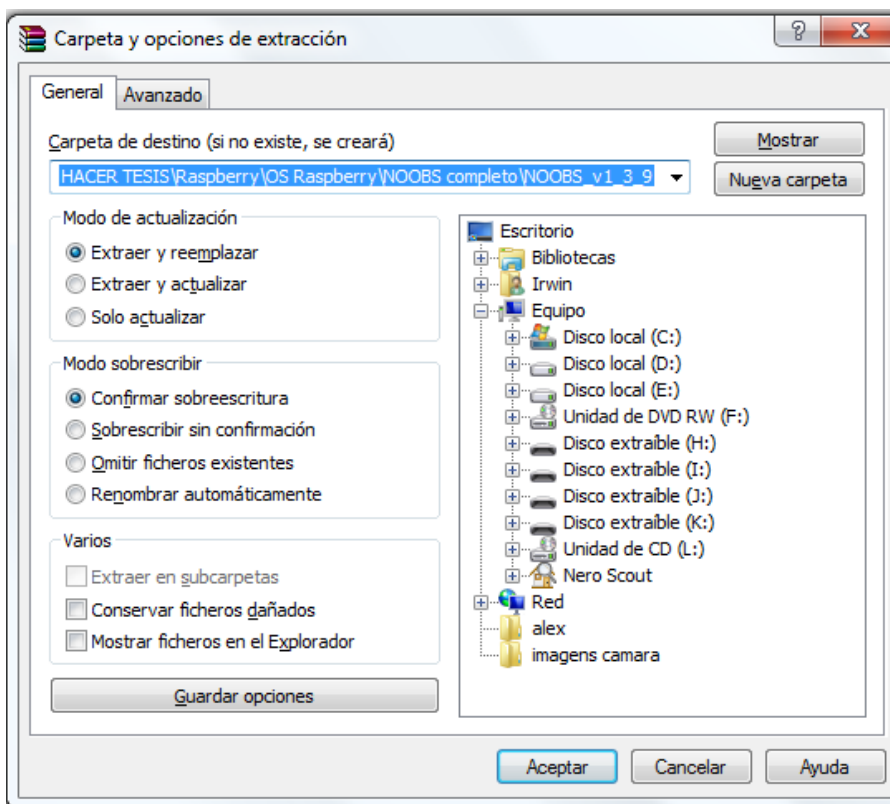 Carpeta y opciones de extracción
General
Avanzado
Carpeta de destino (si no existe, se creará)
Mostrar
HACER TESIS\Raspberry\OS Raspberry\NOOBS completo\NOOBS_v1_3_9
Nueva carpeta
Modo de actualización
Extraer y reemplazar
Extraer y actualizar
Solo actualizar
Modo sobrescribir
Confirmar sobreescritura
Sobrescribir sin confirmación
Omitir ficheros existentes
Renombrar automáticamente
Varios
Extraer en subcarpetas
Conservar ficheros dañados
Mostrar ficheros en el Explorador
Guardar opciones
Escritorio
Bibliotecas
Irwin
Equipo
Disco local (C:)
Disco local (D:)
Disco local (E:)
Unidad de DVD RW (F:)
Disco extraíble (H:)
Disco extraíble (I:)
Disco extraíble (J:)
Disco extraíble (K:)
Unidad de CD (L:)
Nero Scout
Red
alex
imagens camara
Aceptar
Cancelar
Ayuda